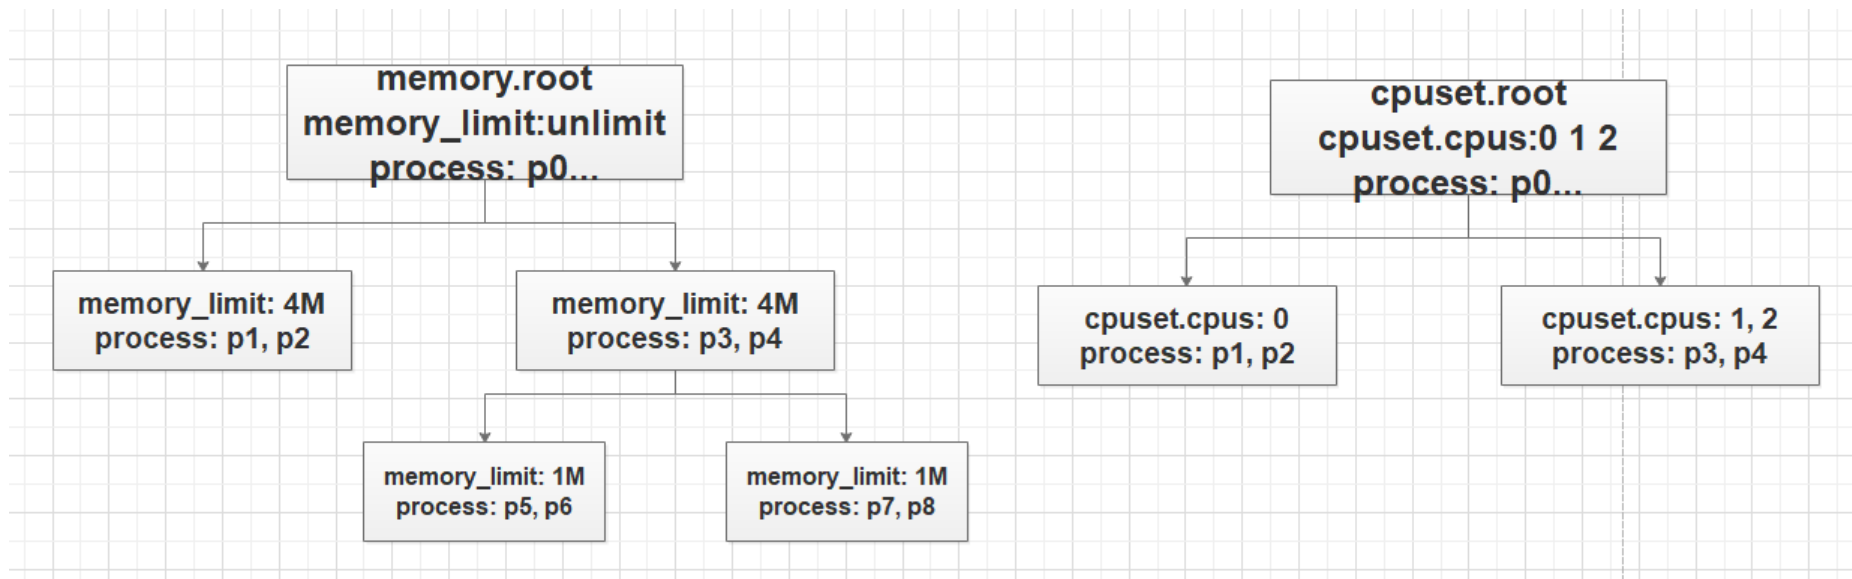 memory.root
memory_limit:unlimit
process: p0...
cpuset.root
cpuset.cpus:0 1 2
process: p0...
memory_limit: 4M
process: p1, p2
memory_limit: 4M
process: p3, p4
cpuset.cpus: 0
process: p1, p2
cpuset.cpus: 1, 2
process: p3, p4
memory_limit: 1M
process: p5, p6
memory_limit: 1M
process: p7, p8